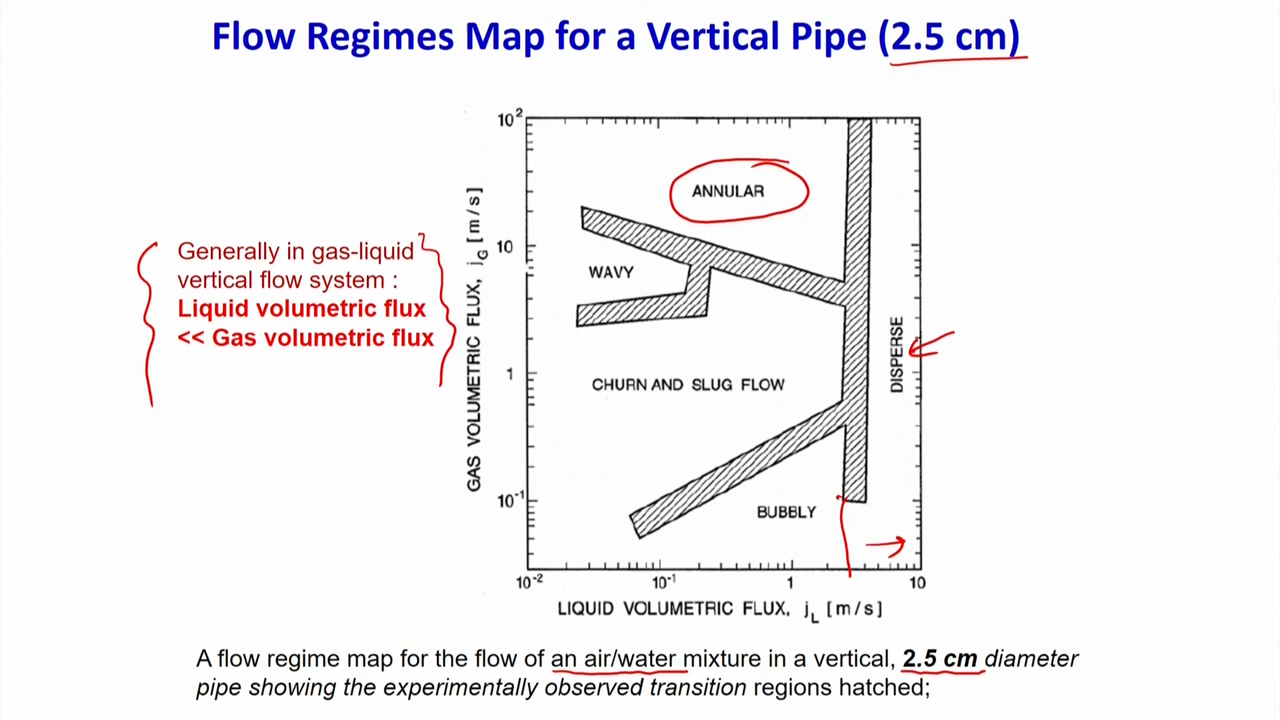 Flow Regimes Map for a Vertical Pipe (2.5 cm)
Generally in gas-liquid
vertical flow system :
Liquid volumetric flux
<< Gas volumetric flux
GAS VOLUMETRIC FLUX, jG [m/s]
10²
10
1
10⁻¹
ANNULAR
WAVY
CHURN AND SLUG FLOW
DISPERSE
BUBBLY
10⁻² 10⁻¹ 1 10
LIQUID VOLUMETRIC FLUX, jL [m/s]
A flow regime map for the flow of an air/water mixture in a vertical, 2.5 cm diameter
pipe showing the experimentally observed transition regions hatched;